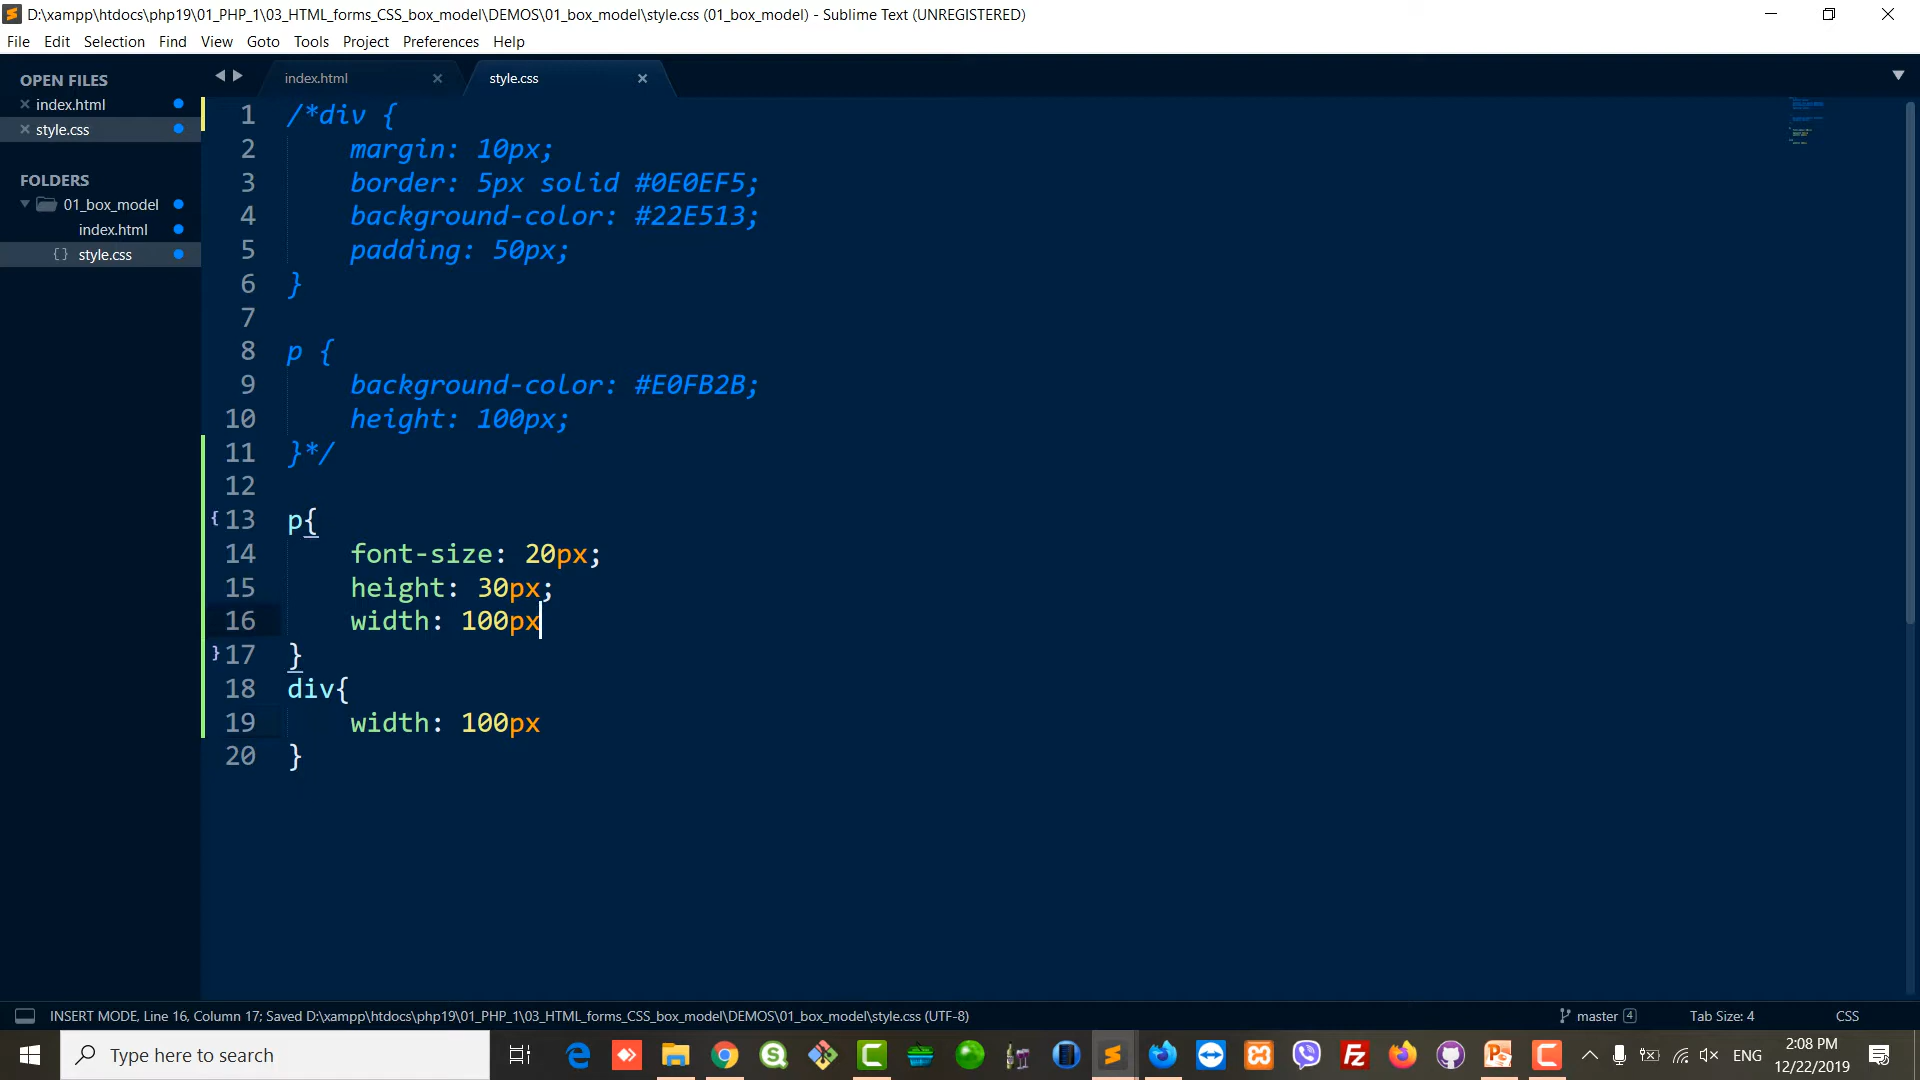 D:\xampp\htdocs\php19\01_PHP_1\03_HTML_forms_CSS_box_model\DEMOS\01_box_model\style.css (01_box_model) - Sublime Text (UNREGISTERED)
File Edit Selection Find View Goto Tools Project Preferences Help
OPEN FILES
index.html
style.css
FOLDERS
01_box_model
index.html
{} style.css
index.html style.css
1 /*div {
2 margin: 10px;
3 border: 5px solid #0E0EF5;
4 background-color: #22E513;
5 padding: 50px;
6 }
7
8 p {
9 background-color: #E0FB2B;
10 height: 100px;
11 }*/
12
{ 13 p{
14 font-size: 20px;
15 height: 30px;
16 width: 100px
} 17 }
18 div{
19 width: 100px
20 }
INSERT MODE, Line 16, Column 17; Saved D:\xampp\htdocs\php19\01_PHP_1\03_HTML_forms_CSS_box_model\DEMOS\01_box_model\style.css (UTF-8) master 4 Tab Size: 4 CSS
Type here to search
ENG
2:08 PM
12/22/2019